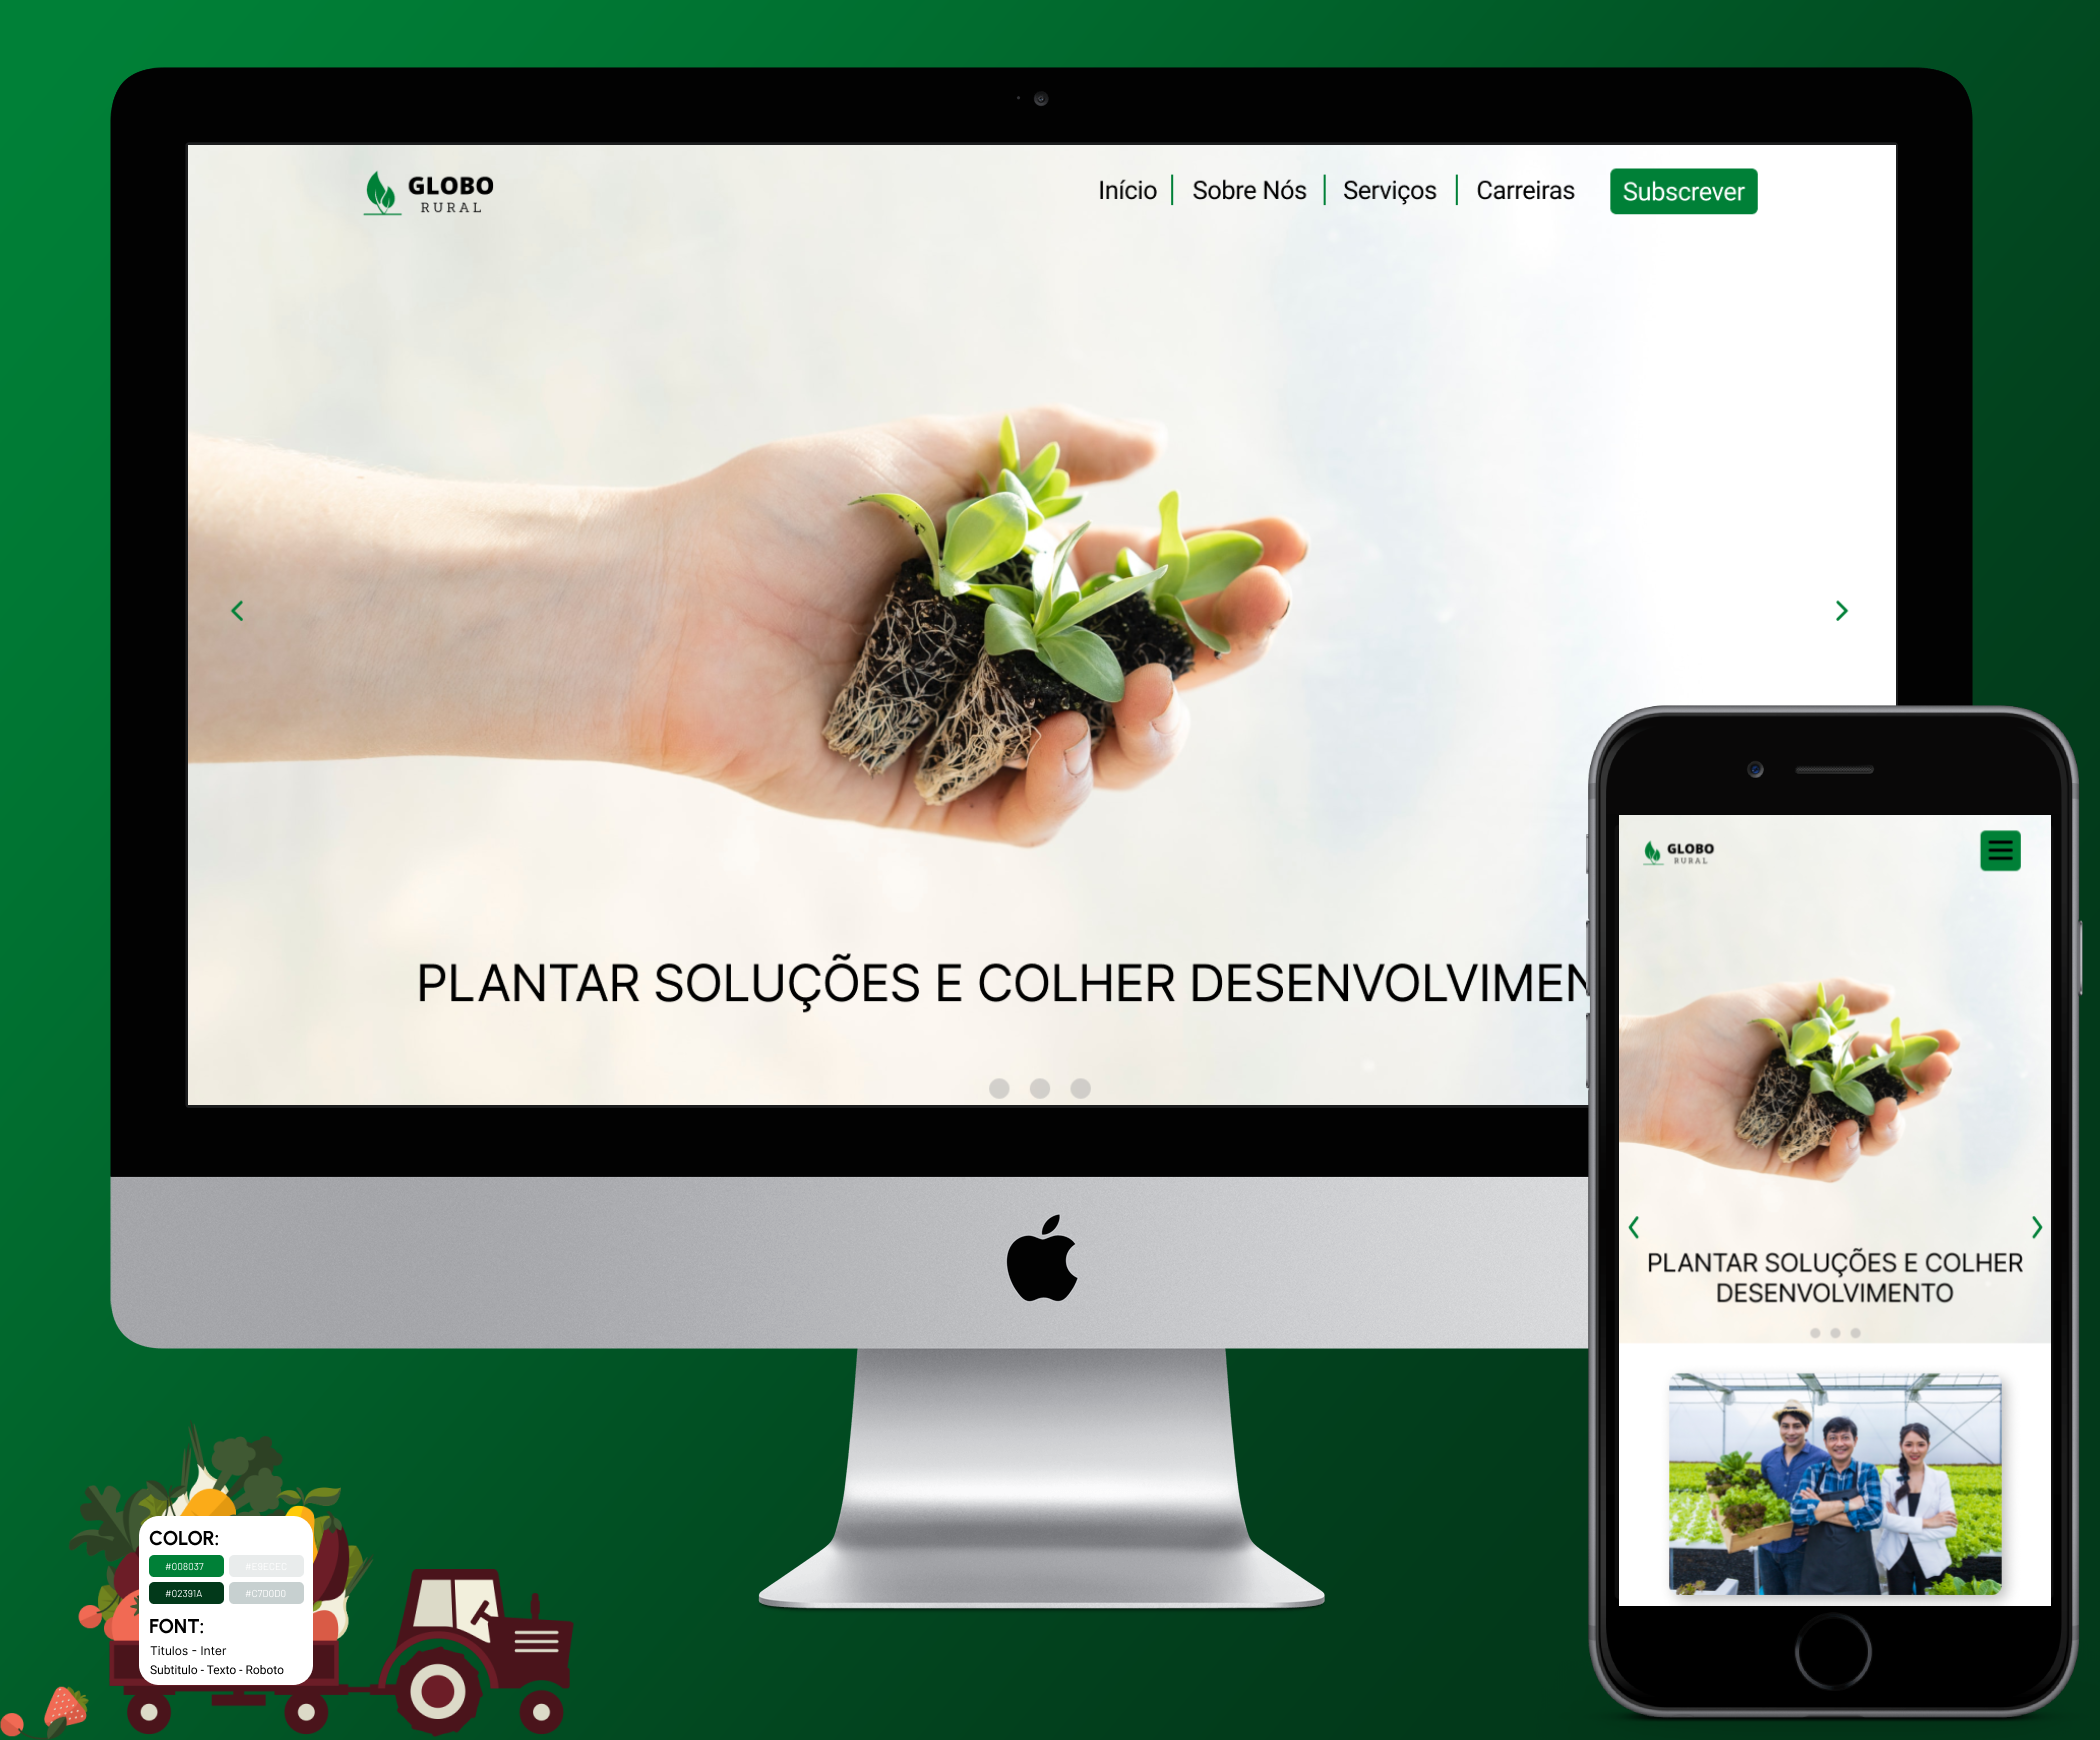 GLOBO
RURAL
Início
Sobre Nós
Serviços
Carreiras
Subscrever
PLANTAR SOLUÇÕES E COLHER DESENVOLVIMEN
GLOBO
RURAL
PLANTAR SOLUÇÕES E COLHER
DESENVOLVIMENTO
COLOR:
#008037
#02391A
#C7D0D0
FONT:
Titulos - Inter
Subtitulo - Texto - Roboto